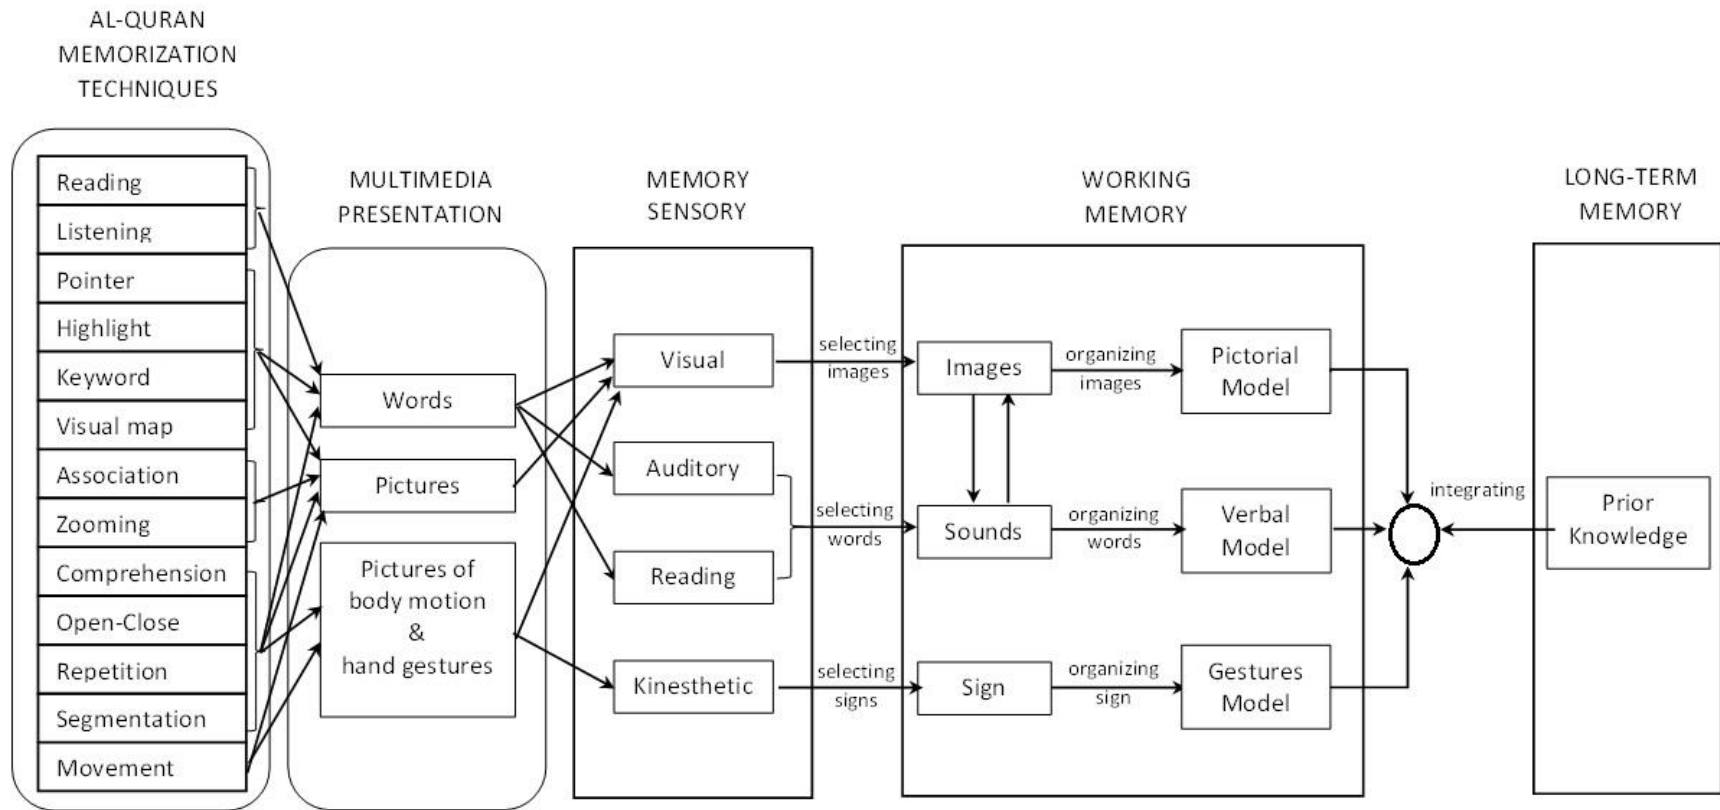 AL-QURAN
MEMORIZATION
TECHNIQUES
Reading
Listening
Pointer
Highlight
Keyword
Visual map
Association
Zooming
Comprehension
Open-Close
Repetition
Segmentation
Movement
MULTIMEDIA
PRESENTATION
Words
Pictures
Pictures of
body motion
&
hand gestures
MEMORY
SENSORY
Visual
Auditory
Reading
Kinesthetic
selecting
images
selecting
words
selecting
signs
WORKING
MEMORY
Images
Sounds
Sign
organizing
images
organizing
words
organizing
sign
Pictorial
Model
Verbal
Model
Gestures
Model
integrating
LONG-TERM
MEMORY
Prior
Knowledge